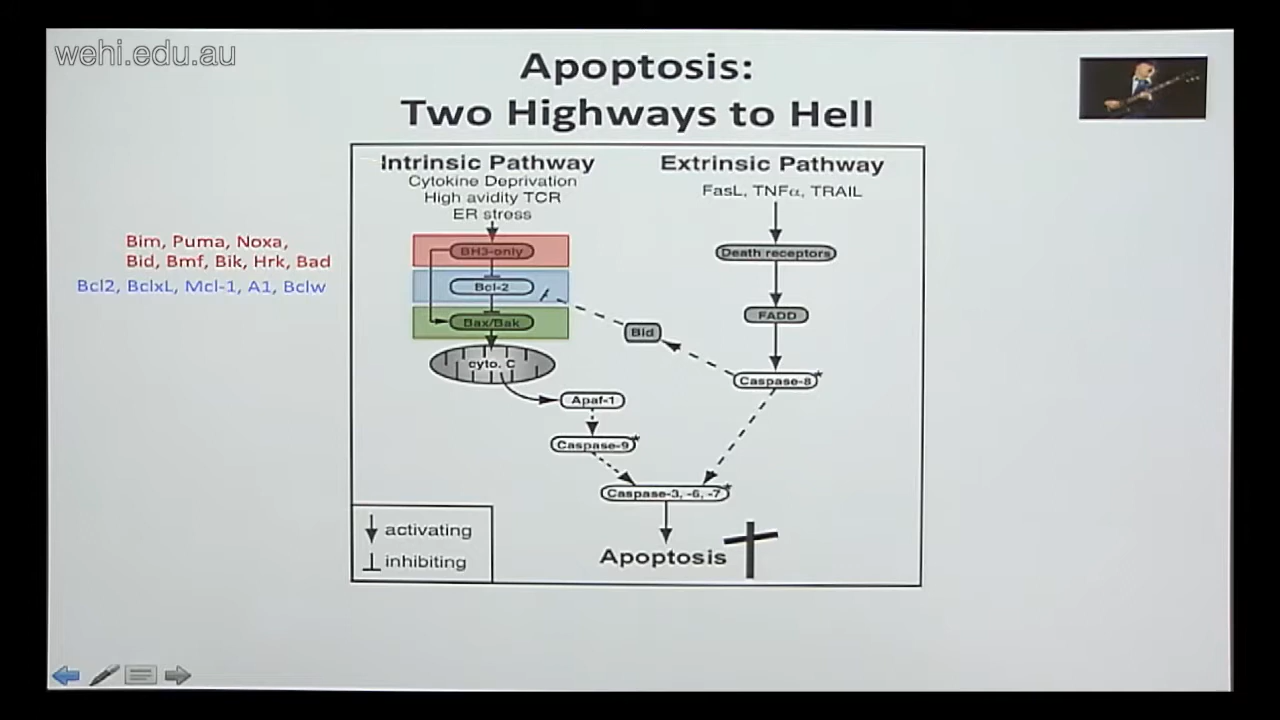 wehi.edu.au
Apoptosis:
Two Highways to Hell
Intrinsic Pathway
Cytokine Deprivation
High avidity TCR
ER stress
Extrinsic Pathway
FasL, TNFα, TRAIL
Bim, Puma, Noxa,
Bid, Bmf, Bik, Hrk, Bad
Bcl2, BclxL, Mcl-1, A1, Bclw
BH3-only
Bcl-2
Bax/Bak
cyto. C
Death receptors
FADD
Bid
Caspase-8*
Apaf-1
Caspase-9*
Caspase-3, -6, -7*
Apoptosis
activating
inhibiting